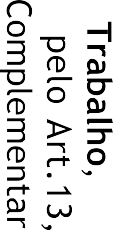 Trabalho,
pelo Art.13,
Complementar